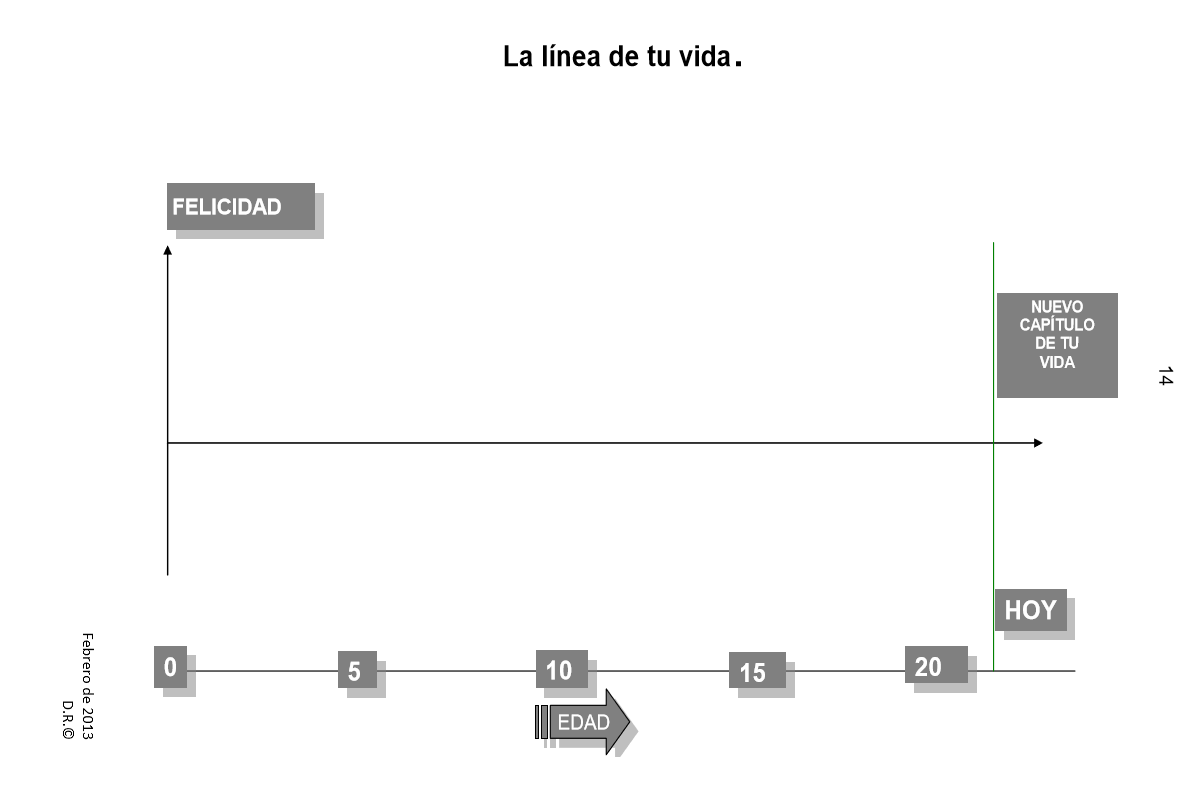 La línea de tu vida.
FELICIDAD
NUEVO
CAPÍTULO
DE TU
VIDA
14
HOY
0
5
10
15
20
EDAD
Febrero de 2013
D.R.©